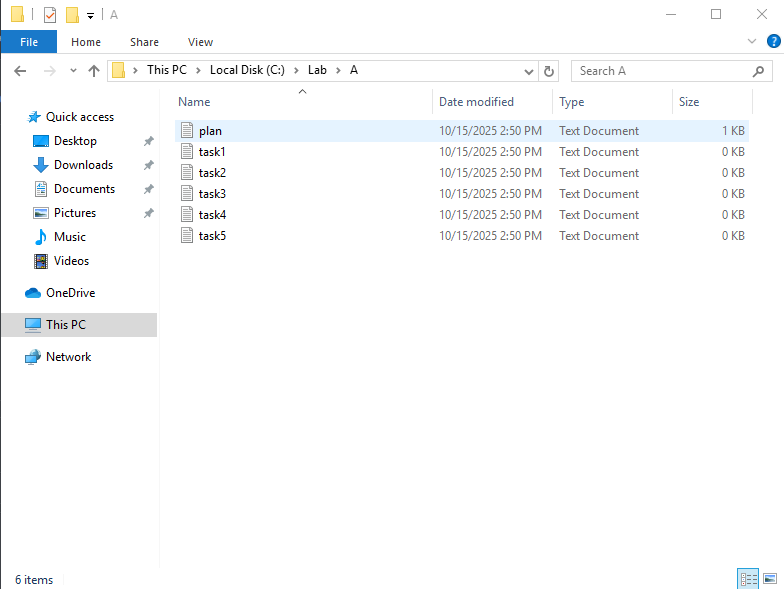 A
File Home Share View
This PC Local Disk (C:) Lab A Search A
Name Date modified Type Size
Quick access
Desktop
Downloads
Documents
Pictures
Music
Videos
OneDrive
This PC
Network
plan 10/15/2025 2:50 PM Text Document 1 KB
task1 10/15/2025 2:50 PM Text Document 0 KB
task2 10/15/2025 2:50 PM Text Document 0 KB
task3 10/15/2025 2:50 PM Text Document 0 KB
task4 10/15/2025 2:50 PM Text Document 0 KB
task5 10/15/2025 2:50 PM Text Document 0 KB
6 items